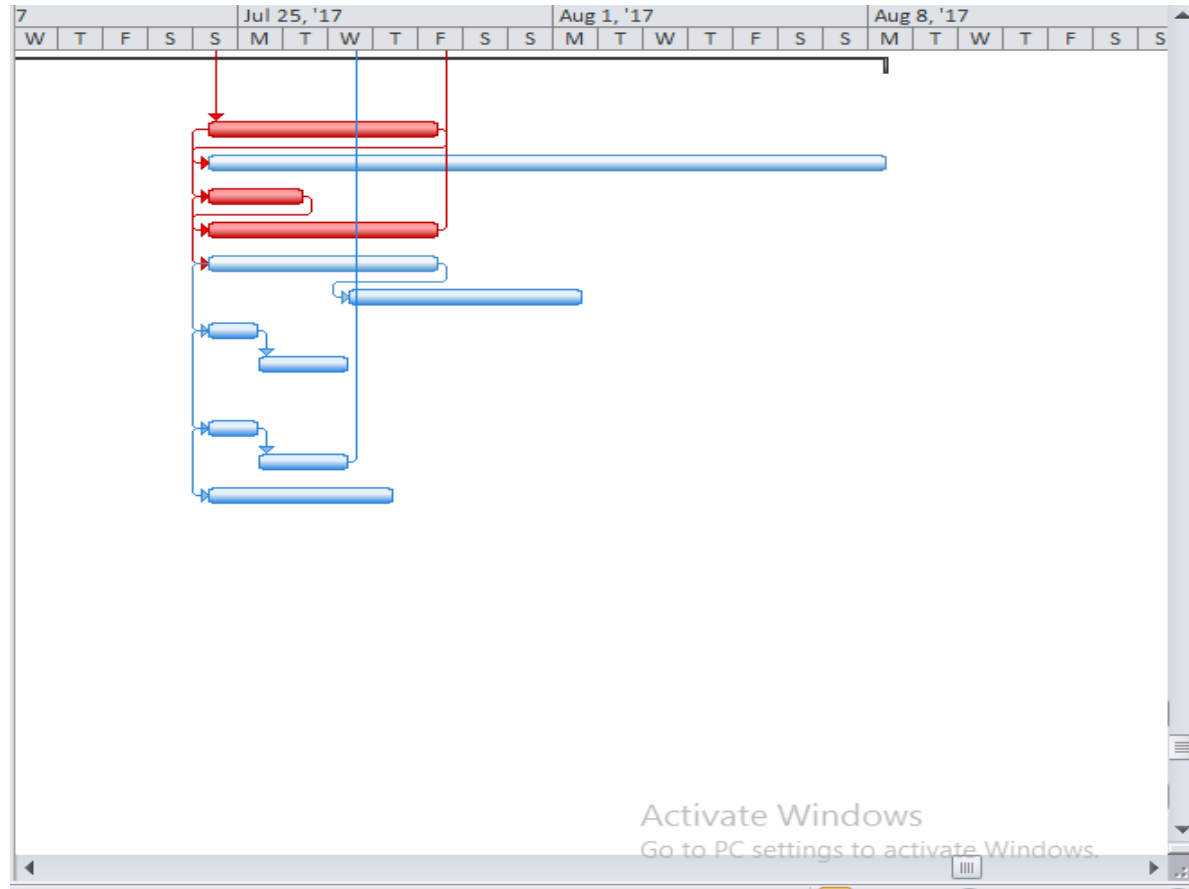 7 Jul 25, '17 Aug 1, '17 Aug 8, '17
W T F S S M T W T F S S M T W T F S S M T W T F S S
Activate Windows
Go to PC settings to activate Windows.